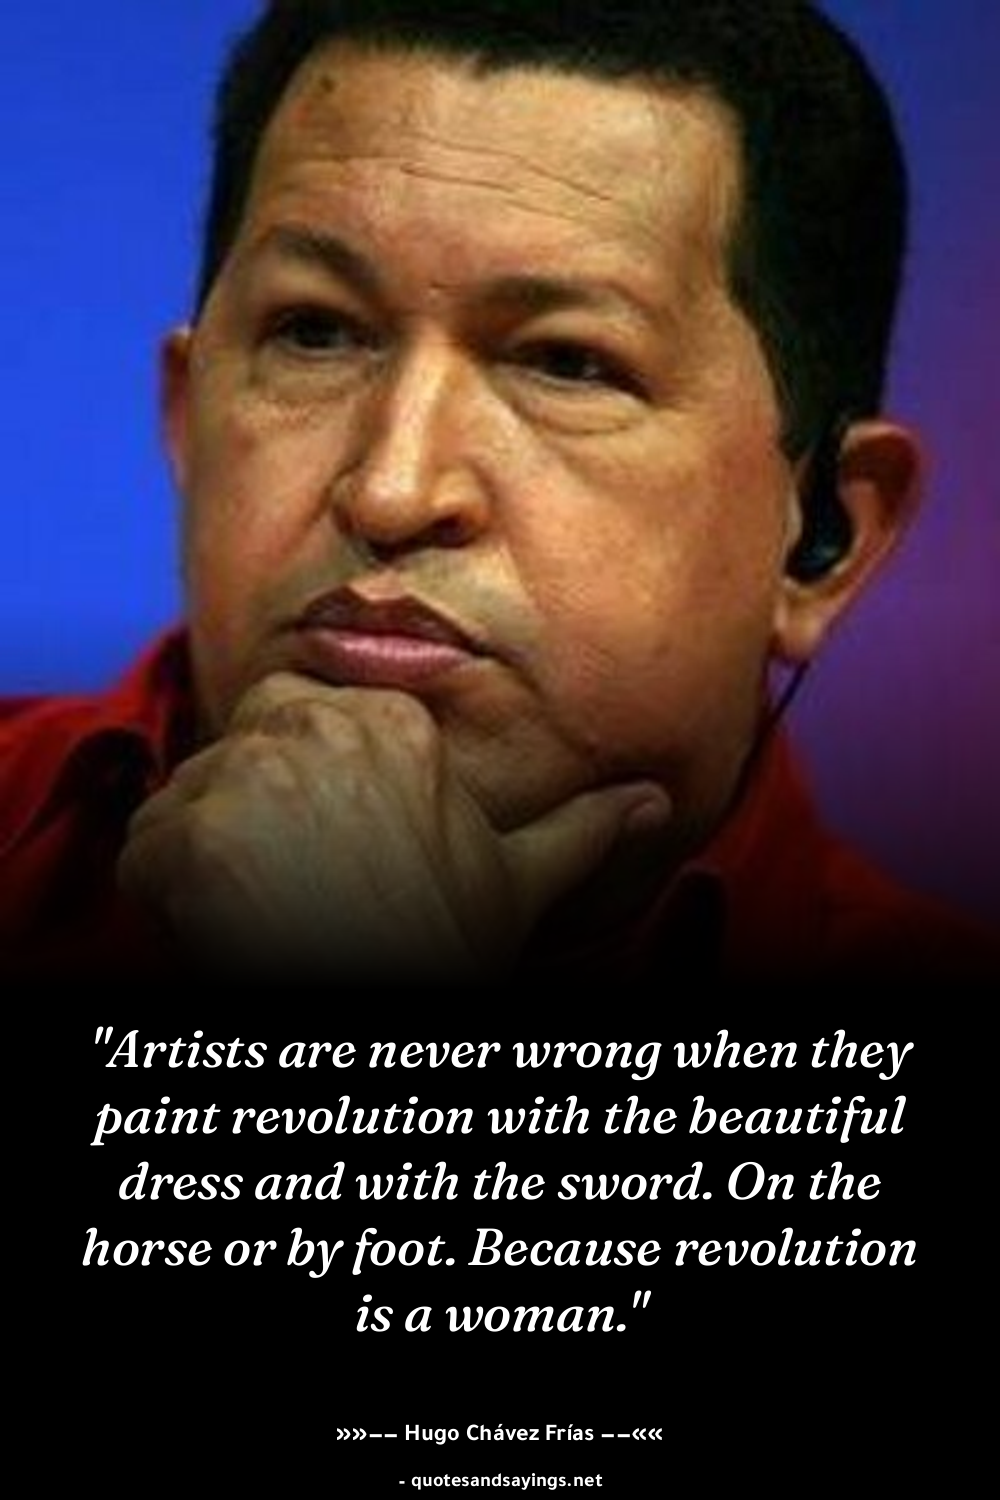 "Artists are never wrong when they
paint revolution with the beautiful
dress and with the sword. On the
horse or by foot. Because revolution
is a woman."
»»−− Hugo Chávez Frías −−««
- quotesandsayings.net